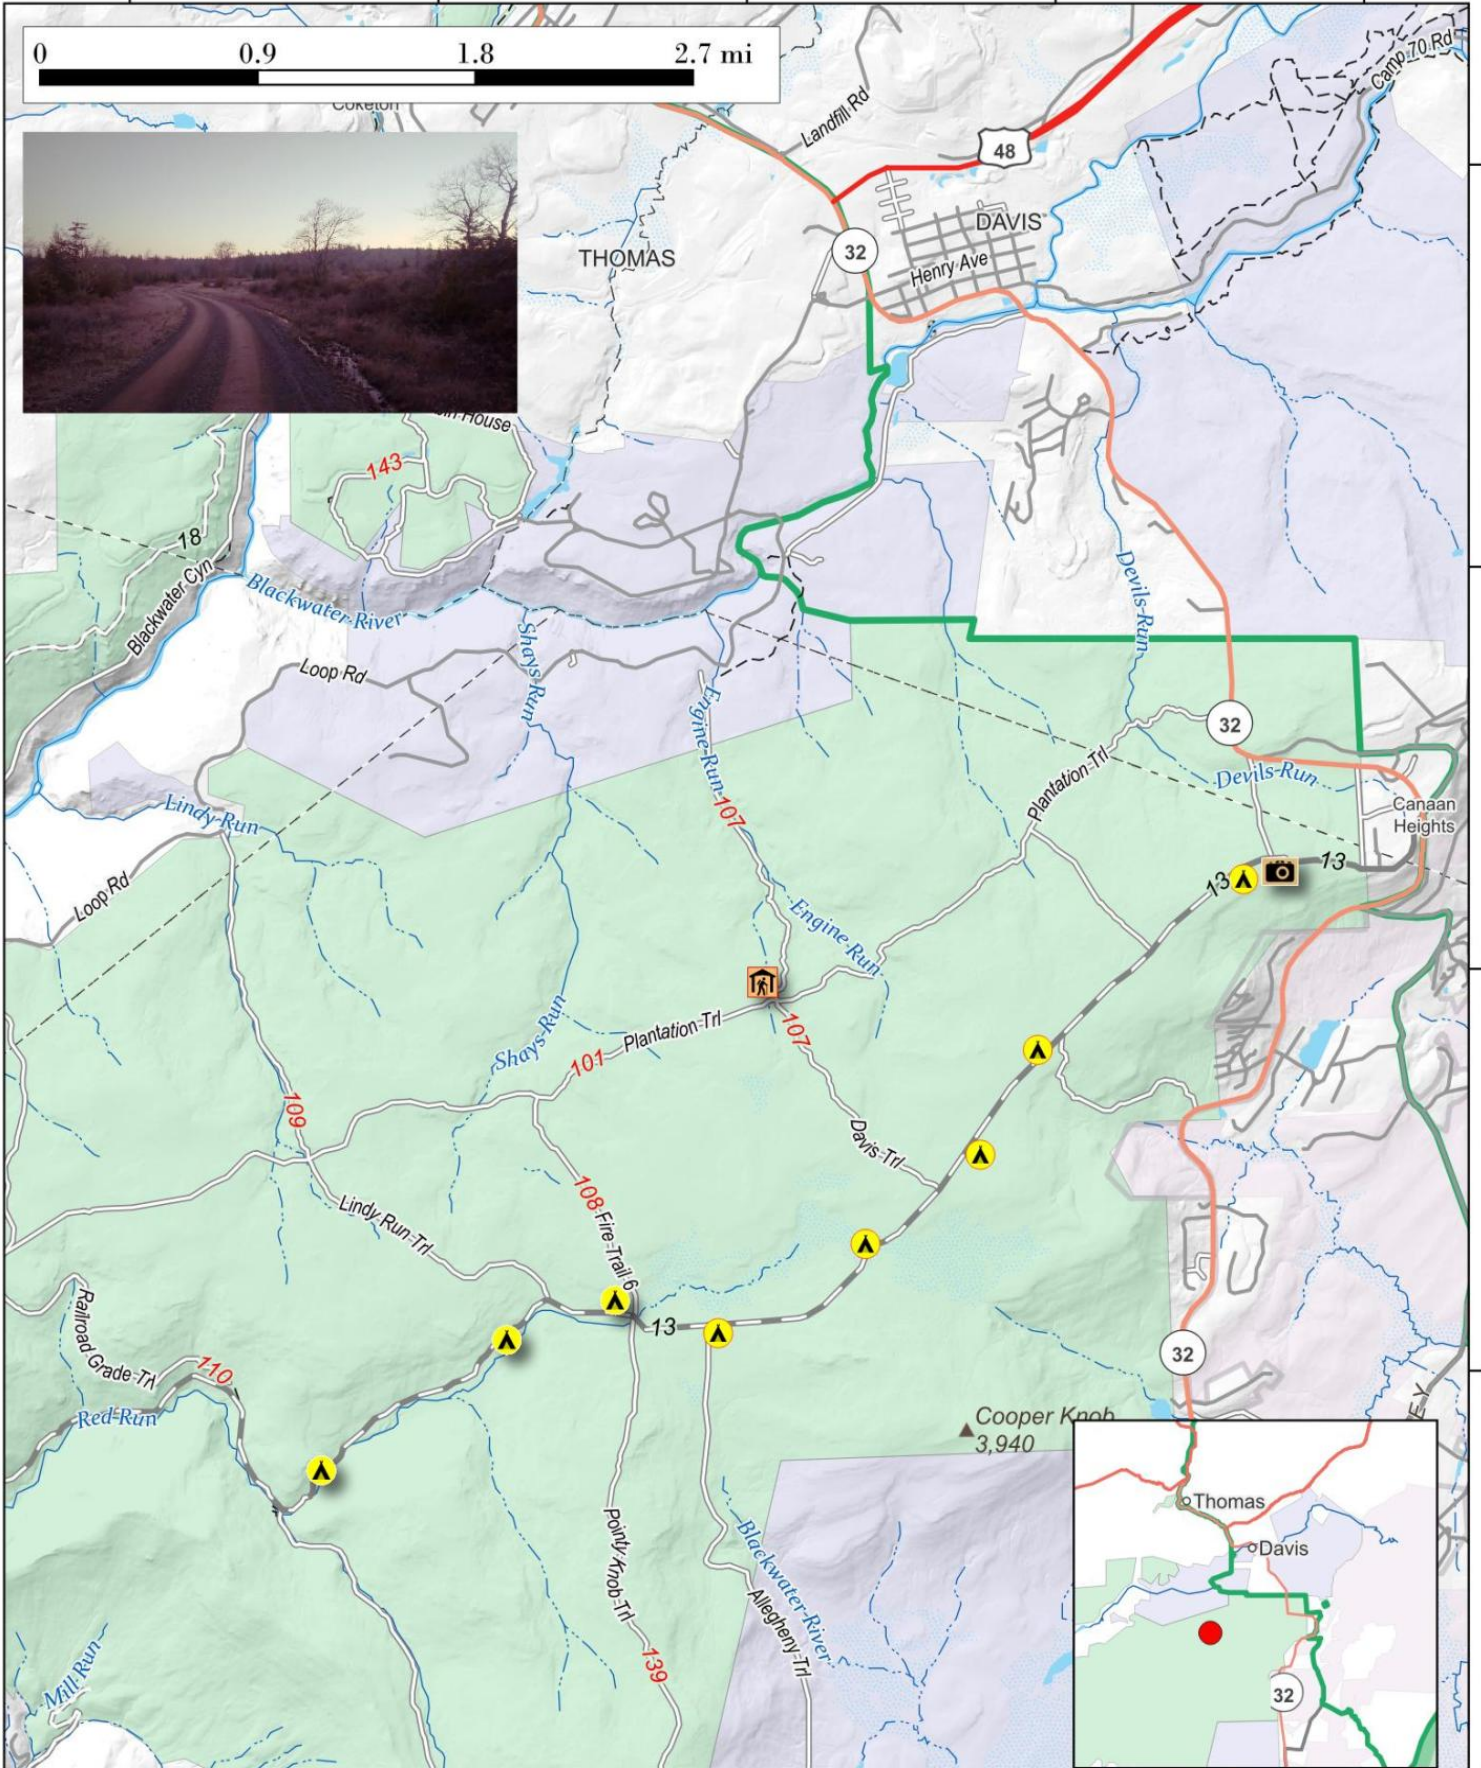 0 0.9 1.8 2.7 mi
Coketon
Landfill Rd
Camp 70 Rd
48
THOMAS
DAVIS
32
Henry Ave
House
143
18
Blackwater Cyn
Blackwater River
Devils Run
Shays Run
Loop Rd
Engine Run
32
Plantation Trl
Devils Run
Canaan
Heights
107
Lindy Run
13
13
Loop Rd
Engine Run
Shays Run
Plantation Trl
107
101
109
Davis Trl
108
Fire Trail 6
Lindy Run Trl
Railroad Grade Trl
13
32
110
Red Run
Cooper Knob
3,940
Pointy Knob Trl
Blackwater River
Allegheny Trl
139
Mill Run
Thomas
Davis
32